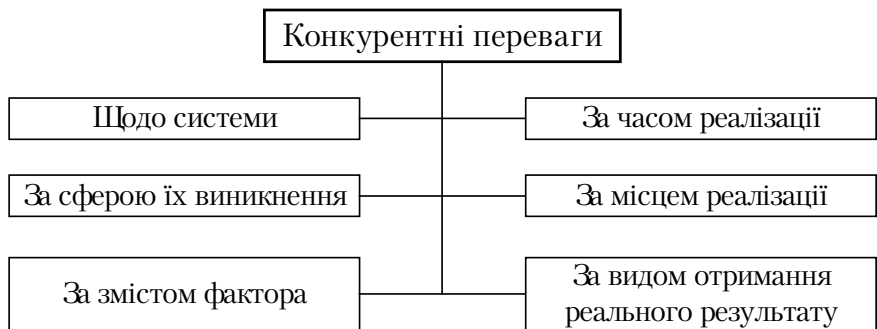 Конкурентні переваги
Щодо системи
За часом реалізації
За сферою їх виникнення
За місцем реалізації
За змістом фактора
За видом отримання
реального результату